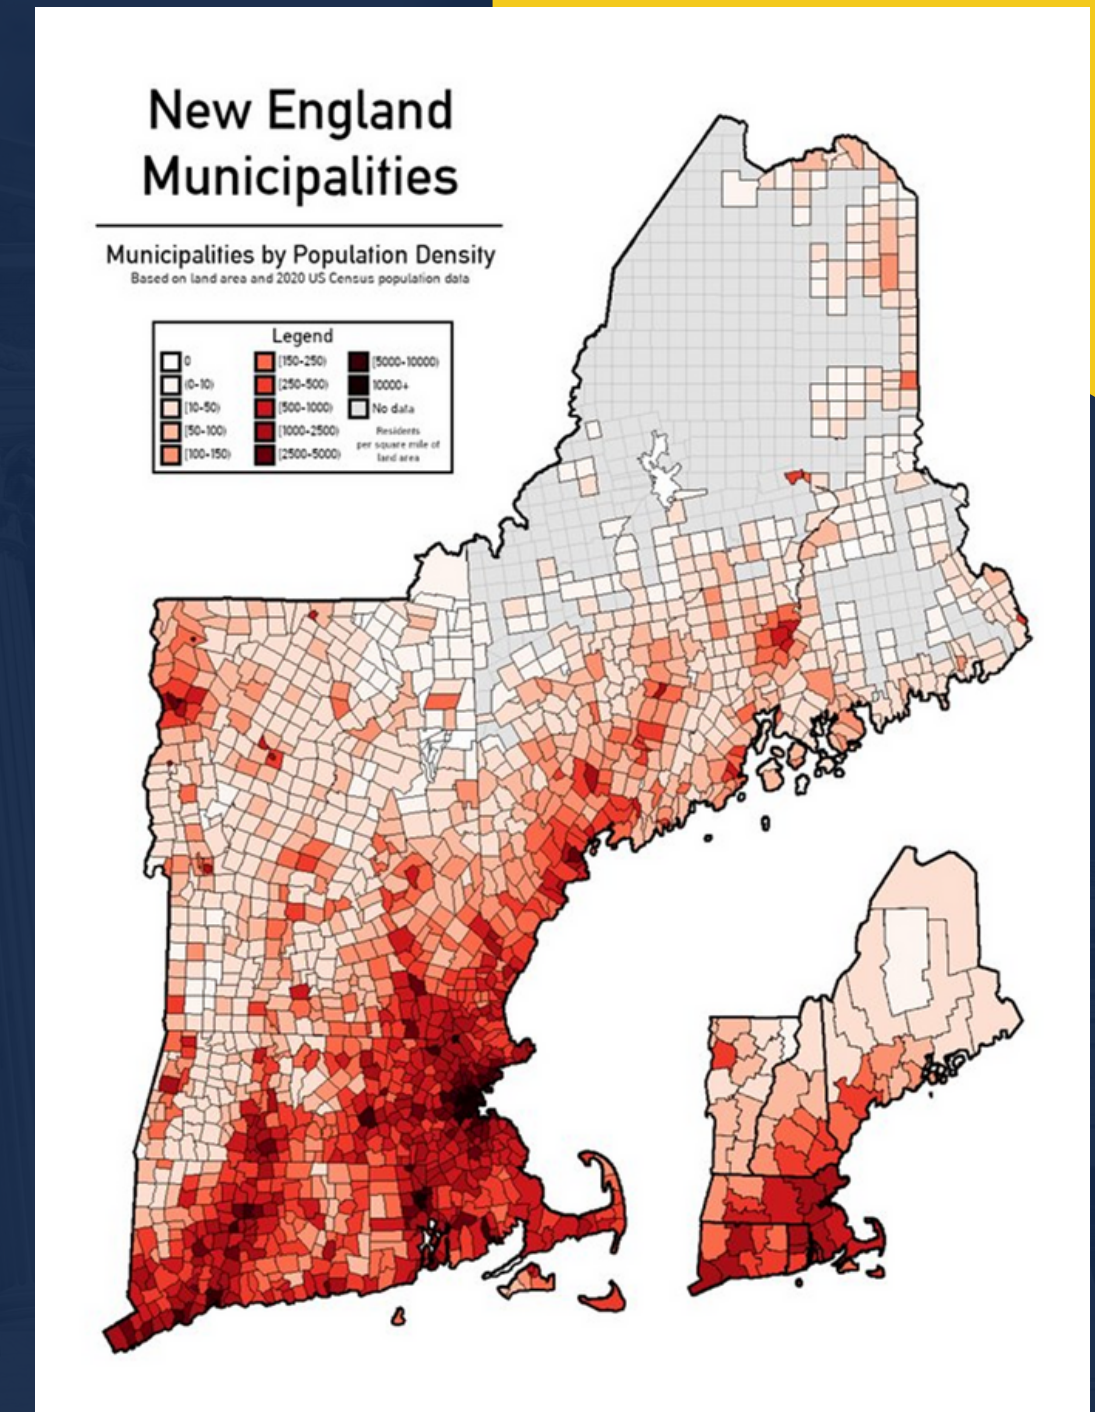 New England
Municipalities
Municipalities by Population Density
Based on land area and 2020 US Census population data
Legend
0
(0-10)
[10-50)
[50-100)
[100-150)
[150-250)
[250-500)
[500-1000)
[1000-2500)
[2500-5000)
[5000-10000)
10000+
No data
Residents
per square mile of
land area